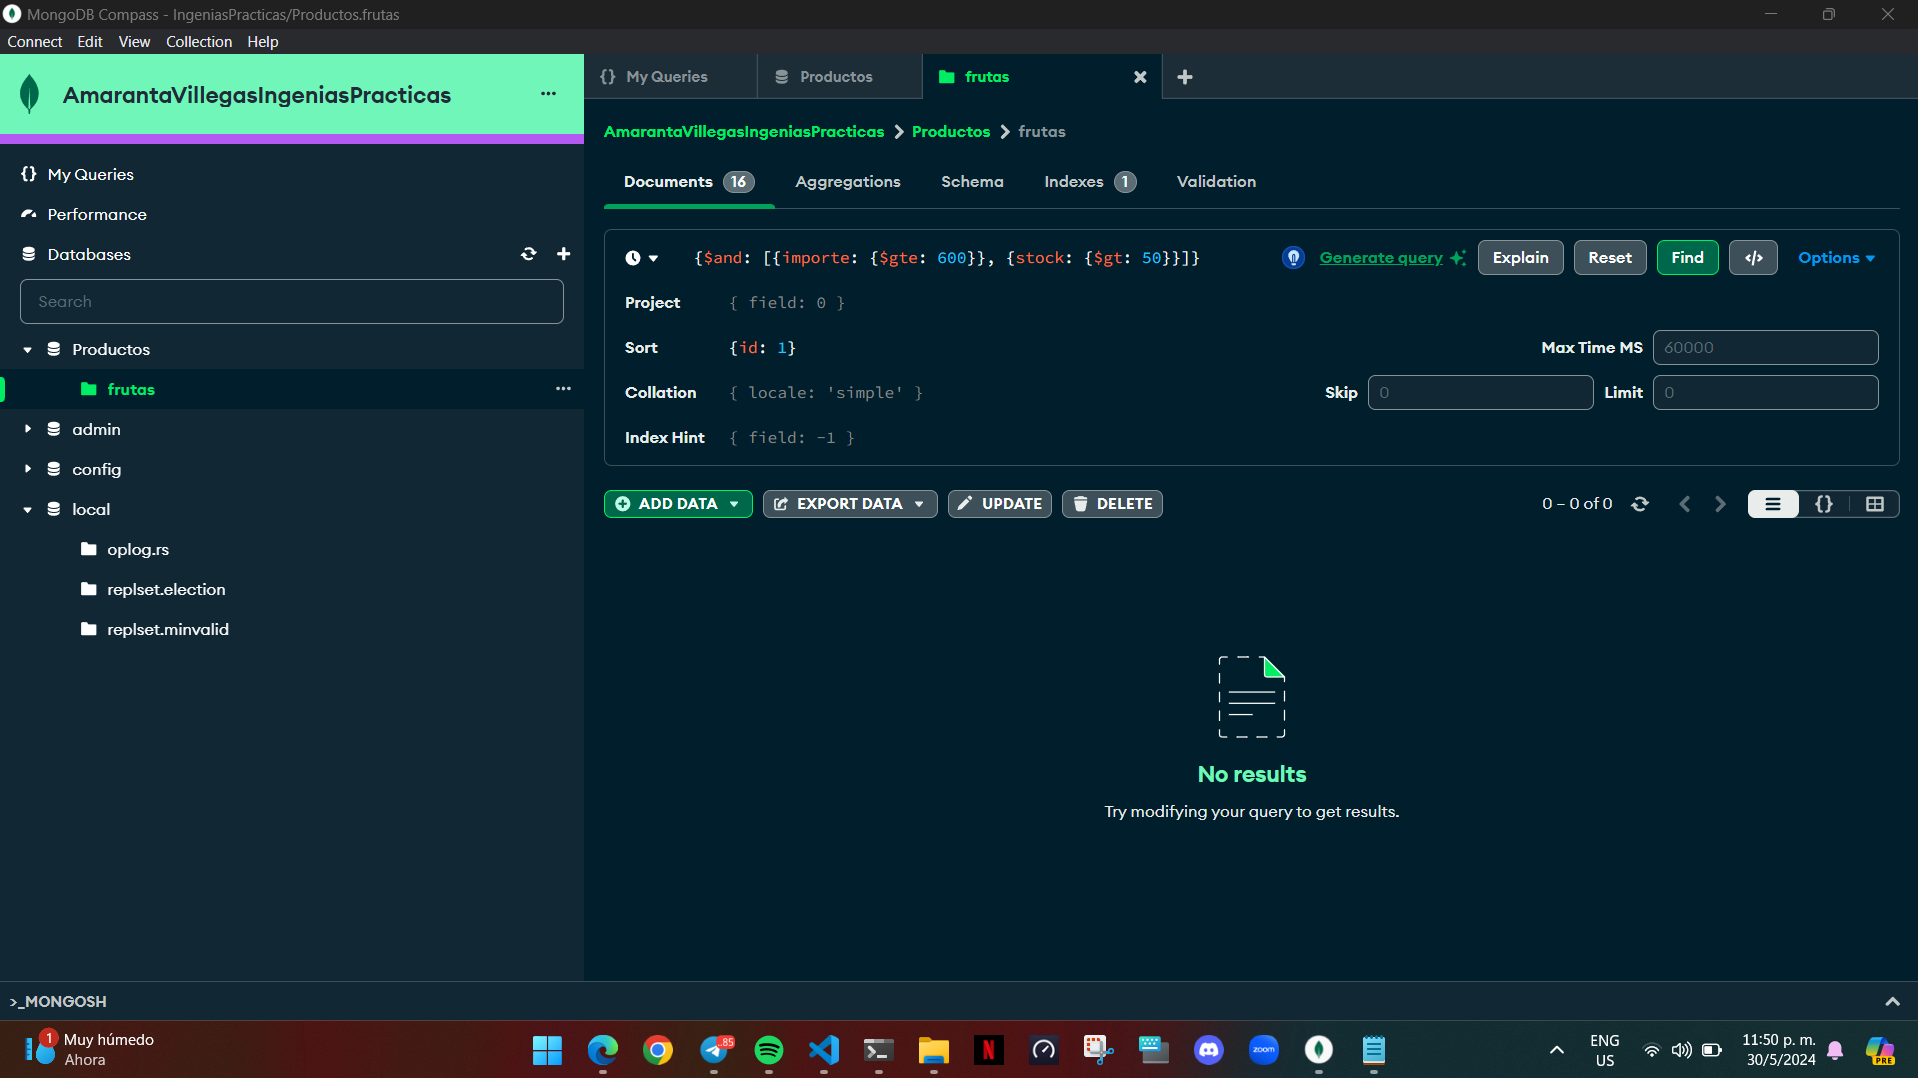 MongoDB Compass - IngeniasPracticas/Productos.frutas
Connect Edit View Collection Help
AmarantaVillegasIngeniasPracticas
My Queries
Performance
Databases
Search
Productos
frutas
admin
config
local
oplog.rs
replset.election
replset.minvalid
My Queries Productos frutas
AmarantaVillegasIngeniasPracticas > Productos > frutas
Documents 16 Aggregations Schema Indexes 1 Validation
{$and: [{importe: {$gte: 600}}, {stock: {$gt: 50}}]} Generate query Explain Reset Find </> Options
Project { field: 0 }
Sort {id: 1} Max Time MS 60000
Collation { locale: 'simple' } Skip 0 Limit 0
Index Hint { field: -1 }
ADD DATA EXPORT DATA UPDATE DELETE 0 – 0 of 0
No results
Try modifying your query to get results.
>_MONGOSH
1 Muy húmedo
Ahora
.85
N
zoom
ENG
US
11:50 p. m.
30/5/2024
PRE